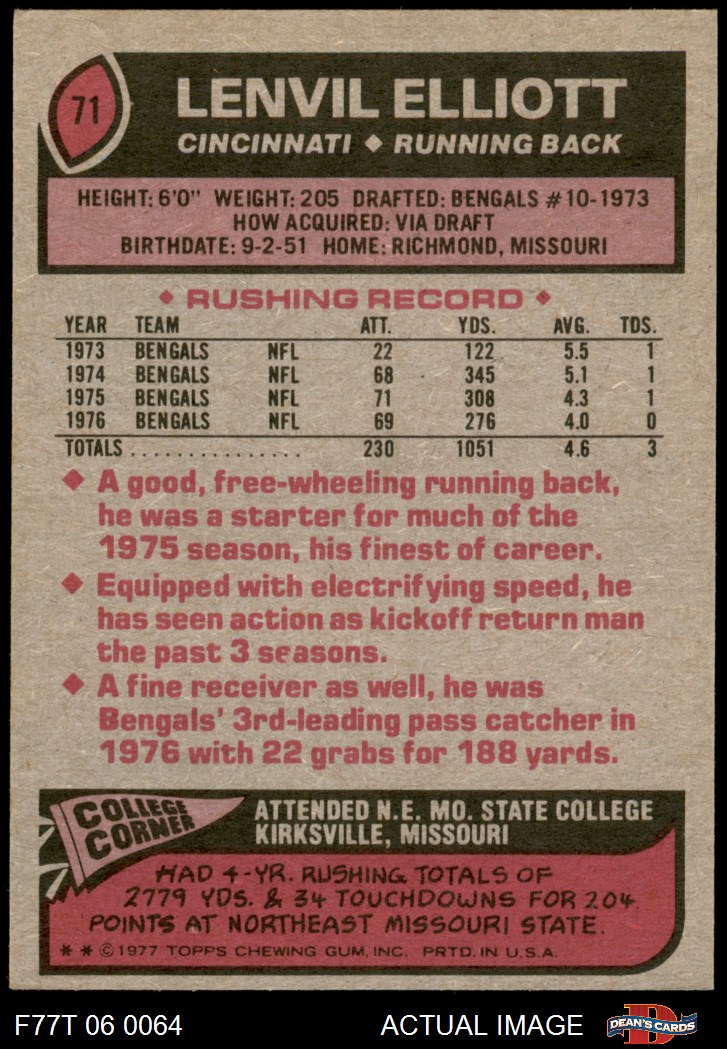 71
LENVIL ELLIOTT
CINCINNATI ◆ RUNNING BACK
HEIGHT: 6'0" WEIGHT: 205 DRAFTED: BENGALS #10-1973
HOW ACQUIRED: VIA DRAFT
BIRTHDATE: 9-2-51 HOME: RICHMOND, MISSOURI
◆ RUSHING RECORD ◆
YEAR TEAM ATT. YDS. AVG. TDS.
1973 BENGALS NFL 22 122 5.5 1
1974 BENGALS NFL 68 345 5.1 1
1975 BENGALS NFL 71 308 4.3 1
1976 BENGALS NFL 69 276 4.0 0
TOTALS ............... 230 1051 4.6 3
◆ A good, free-wheeling running back,
he was a starter for much of the
1975 season, his finest of career.
◆ Equipped with electrifying speed, he
has seen action as kickoff return man
the past 3 seasons.
◆ A fine receiver as well, he was
Bengals' 3rd-leading pass catcher in
1976 with 22 grabs for 188 yards.
COLLEGE
CORNER
ATTENDED N.E. MO. STATE COLLEGE
KIRKSVILLE, MISSOURI
HAD 4-YR. RUSHING TOTALS OF
2779 YDS. & 34 TOUCHDOWNS FOR 204
POINTS AT NORTHEAST MISSOURI STATE.
* * © 1977 TOPPS CHEWING GUM, INC. PRTD. IN U.S.A.
F77T 06 0064
ACTUAL IMAGE
D
DEAN'S CARDS